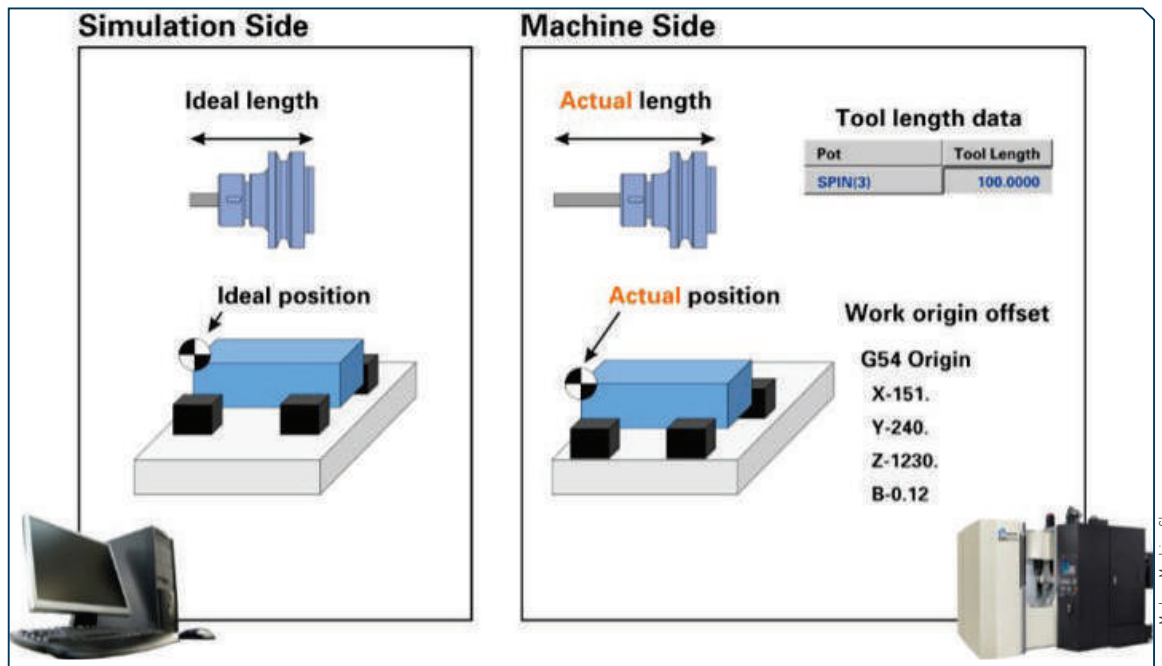 Simulation Side
Machine Side
Ideal length
Actual length
Tool length data
Pot Tool Length
SPIN(3) 100.0000
Ideal position
Actual position
Work origin offset
G54 Origin
X-151.
Y-240.
Z-1230.
B-0.12